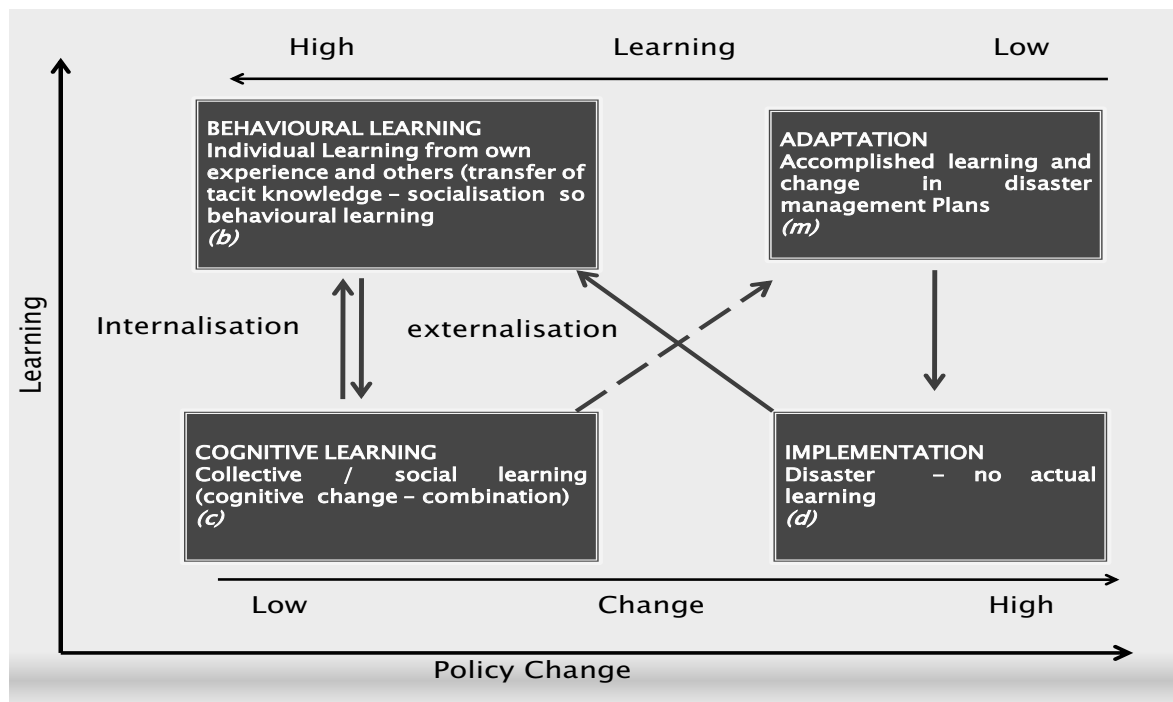 High Learning Low
BEHAVIOURAL LEARNING
Individual Learning from own
experience and others (transfer of
tacit knowledge – socialisation so
behavioural learning
(b)
ADAPTATION
Accomplished learning and
change in disaster
management Plans
(m)
Learning
Internalisation
externalisation
COGNITIVE LEARNING
Collective / social learning
(cognitive change – combination)
(c)
IMPLEMENTATION
Disaster – no actual
learning
(d)
Low Change High
Policy Change